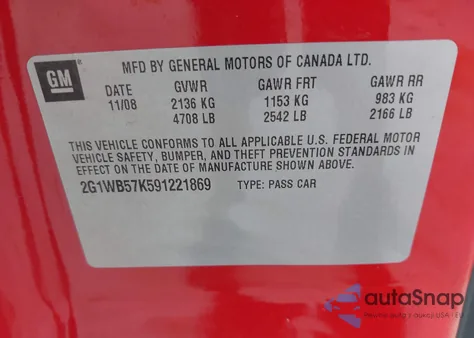 GM
MFD BY GENERAL MOTORS OF CANADA LTD.
DATE GVWR GAWR FRT GAWR RR
11/08 2136 KG 1153 KG 983 KG
4708 LB 2542 LB 2166 LB
THIS VEHICLE CONFORMS TO ALL APPLICABLE U.S. FEDERAL MOTOR
VEHICLE SAFETY, BUMPER, AND THEFT PREVENTION STANDARDS
IN EFFECT ON THE DATE OF MANUFACTURE SHOWN ABOVE.
2G1WB57K591221869 TYPE: PASS CAR
autoSnap